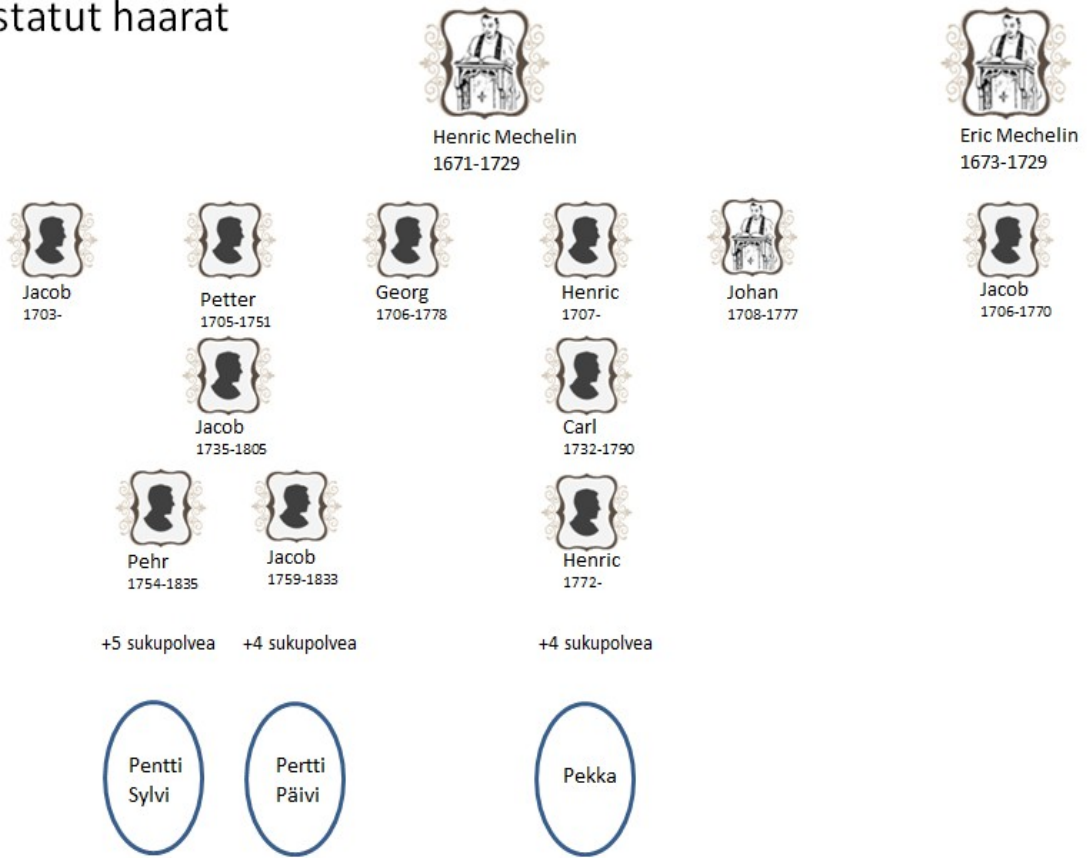 statut haarat
Henric Mechelin
1671-1729
Eric Mechelin
1673-1729
Jacob
1703-
Petter
1705-1751
Georg
1706-1778
Henric
1707-
Johan
1708-1777
Jacob
1706-1770
Jacob
1735-1805
Carl
1732-1790
Pehr
1754-1835
Jacob
1759-1833
Henric
1772-
+5 sukupolvea
+4 sukupolvea
+4 sukupolvea
Pentti
Sylvi
Pertti
Päivi
Pekka